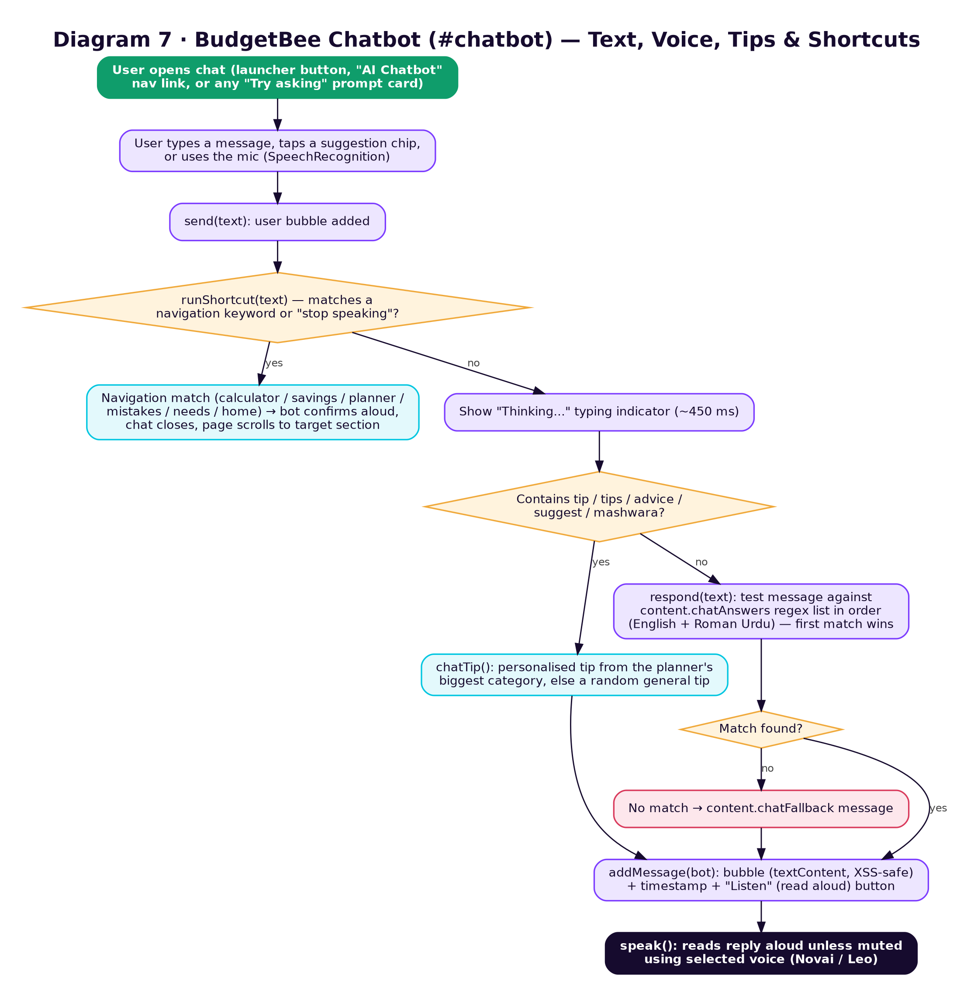 Diagram 7 · BudgetBee Chatbot (#chatbot) — Text, Voice, Tips & Shortcuts
User opens chat (launcher button, "AI Chatbot"
nav link, or any "Try asking" prompt card)
User types a message, taps a suggestion chip,
or uses the mic (SpeechRecognition)
send(text): user bubble added
runShortcut(text) — matches a
navigation keyword or "stop speaking"?
yes
no
Navigation match (calculator / savings / planner /
mistakes / needs / home) → bot confirms aloud,
chat closes, page scrolls to target section
Show "Thinking..." typing indicator (~450 ms)
Contains tip / tips / advice /
suggest / mashwara?
yes
no
respond(text): test message against
content.chatAnswers regex list in order
(English + Roman Urdu) — first match wins
chatTip(): personalised tip from the planner's
biggest category, else a random general tip
Match found?
no
yes
No match → content.chatFallback message
addMessage(bot): bubble (textContent, XSS-safe)
+ timestamp + "Listen" (read aloud) button
speak(): reads reply aloud unless muted
using selected voice (Novai / Leo)